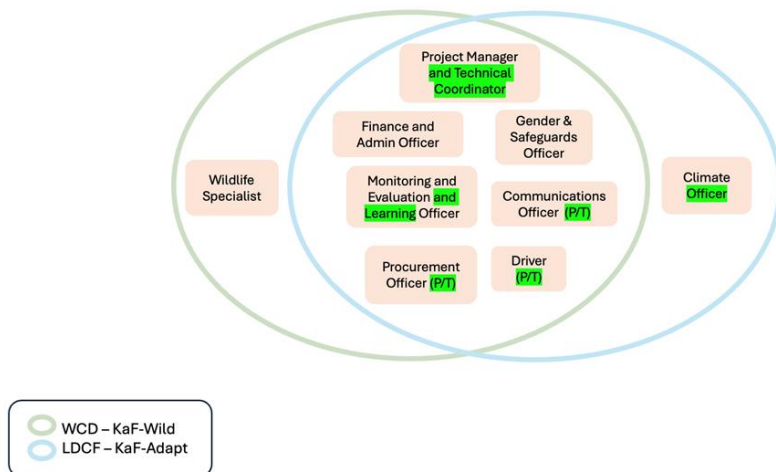 Project Manager
and Technical
Coordinator
Finance and
Admin Officer
Gender &
Safeguards
Officer
Wildlife
Specialist
Monitoring and
Evaluation and
Learning Officer
Communications
Officer (P/T)
Climate
Officer
Procurement
Officer (P/T)
Driver
(P/T)
WCD – KaF-Wild
LDCF – KaF-Adapt